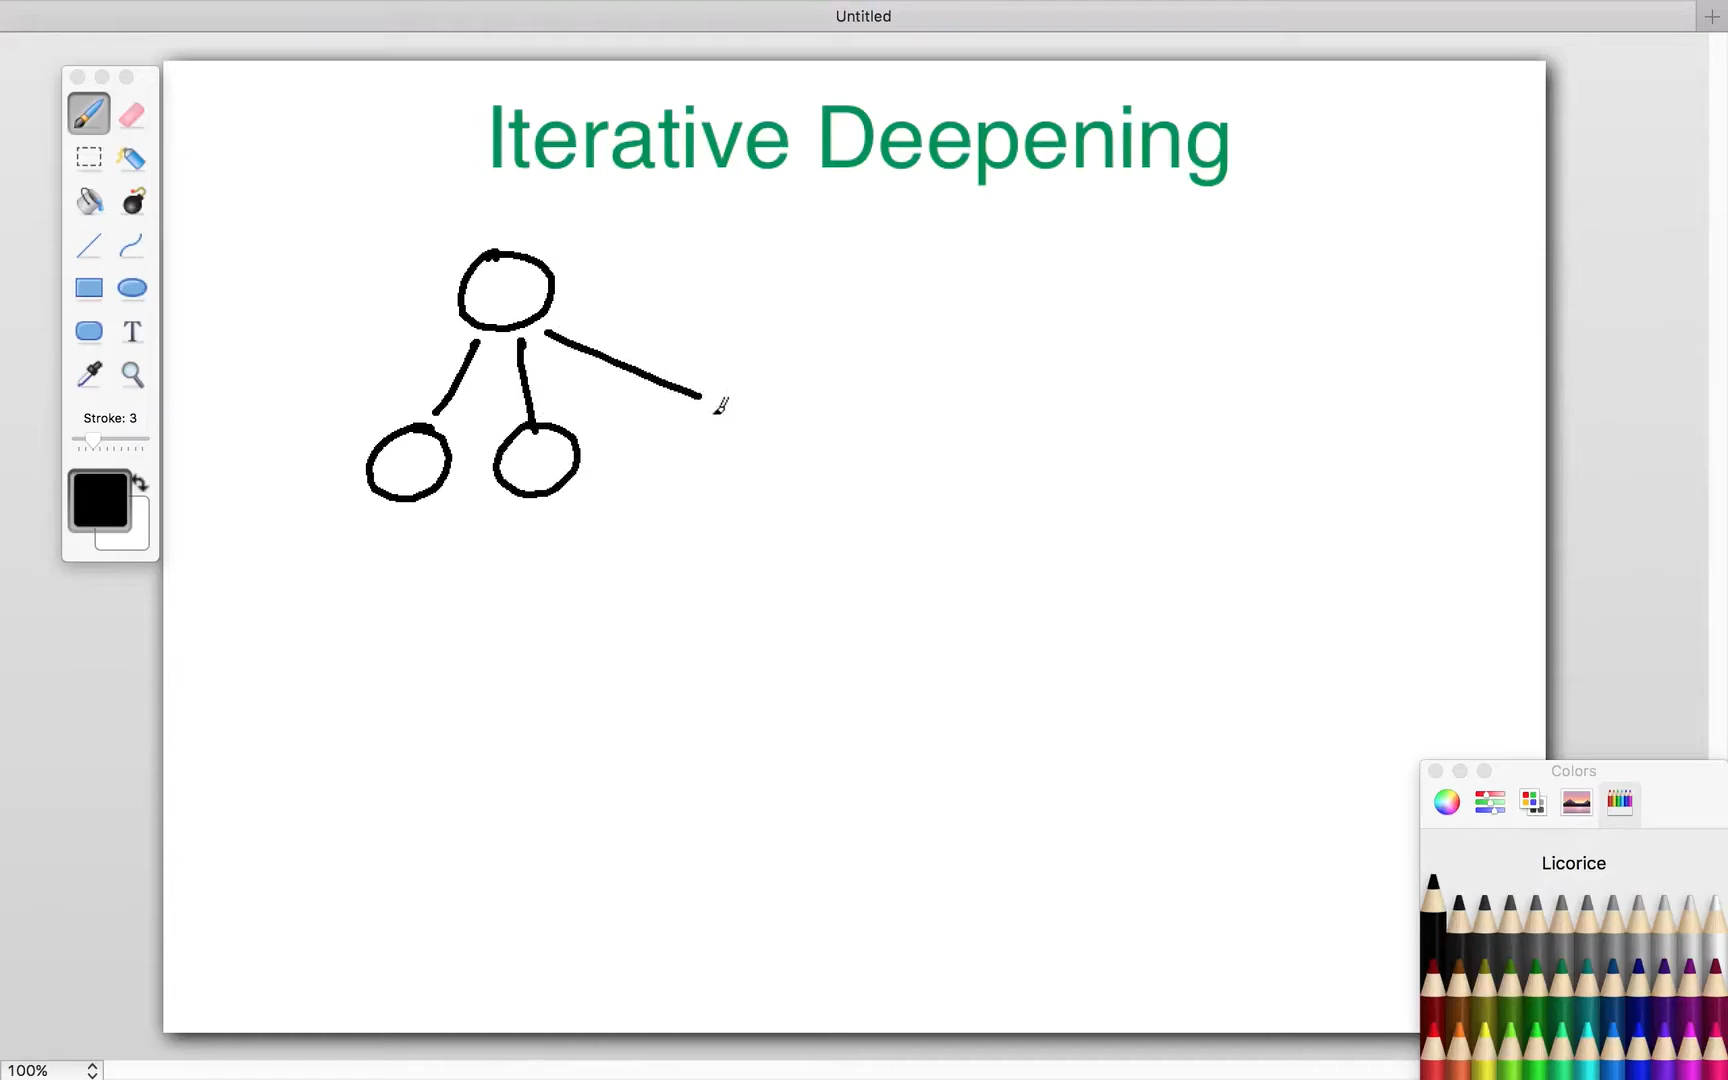 Untitled
Iterative Deepening
T
Stroke: 3
Colors
Licorice
100%